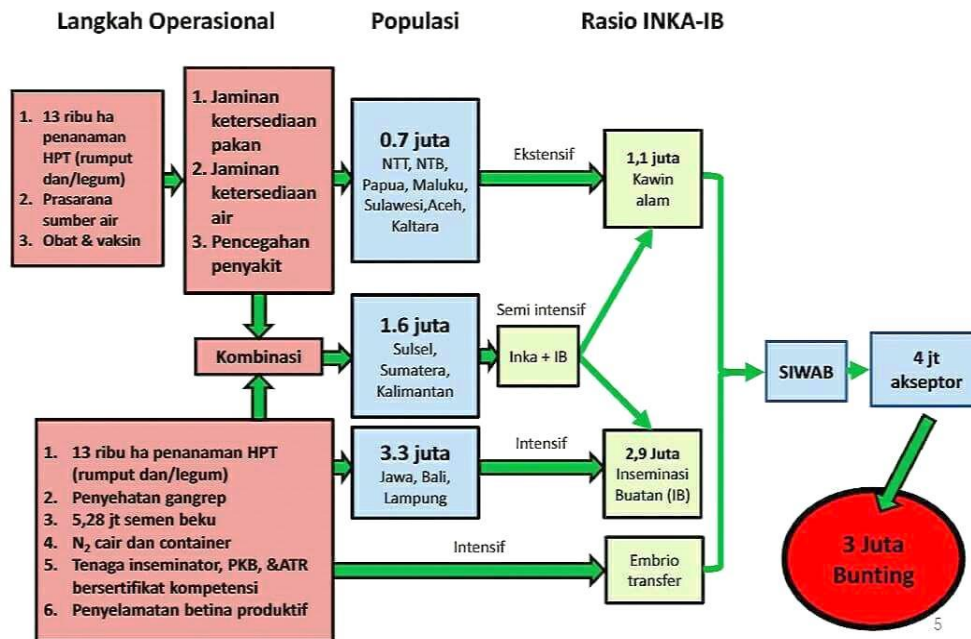 Langkah Operasional
Populasi
Rasio INKA-IB
1. 13 ribu ha
penanaman
HPT (rumput
dan/legum)
2. Prasarana
sumber air
3. Obat & vaksin
1. Jaminan
ketersediaan
pakan
2. Jaminan
ketersediaan
air
3. Pencegahan
penyakit
0.7 juta
NTT, NTB,
Papua, Maluku,
Sulawesi,Aceh,
Kaltara
Ekstensif
1,1 juta
Kawin
alam
Kombinasi
1.6 juta
Sulsel,
Sumatera,
Kalimantan
Semi intensif
Inka + IB
SIWAB
4 jt
akseptor
1. 13 ribu ha penanaman HPT
(rumput dan/legum)
2. Penyehatan gangrep
3. 5,28 jt semen beku
4. N₂ cair dan container
5. Tenaga inseminator, PKB, &ATR
bersertifikat kompetensi
6. Penyelamatan betina produktif
3.3 juta
Jawa, Bali,
Lampung
Intensif
2,9 Juta
Inseminasi
Buatan (IB)
Intensif
Embrio
transfer
3 Juta
Bunting
5